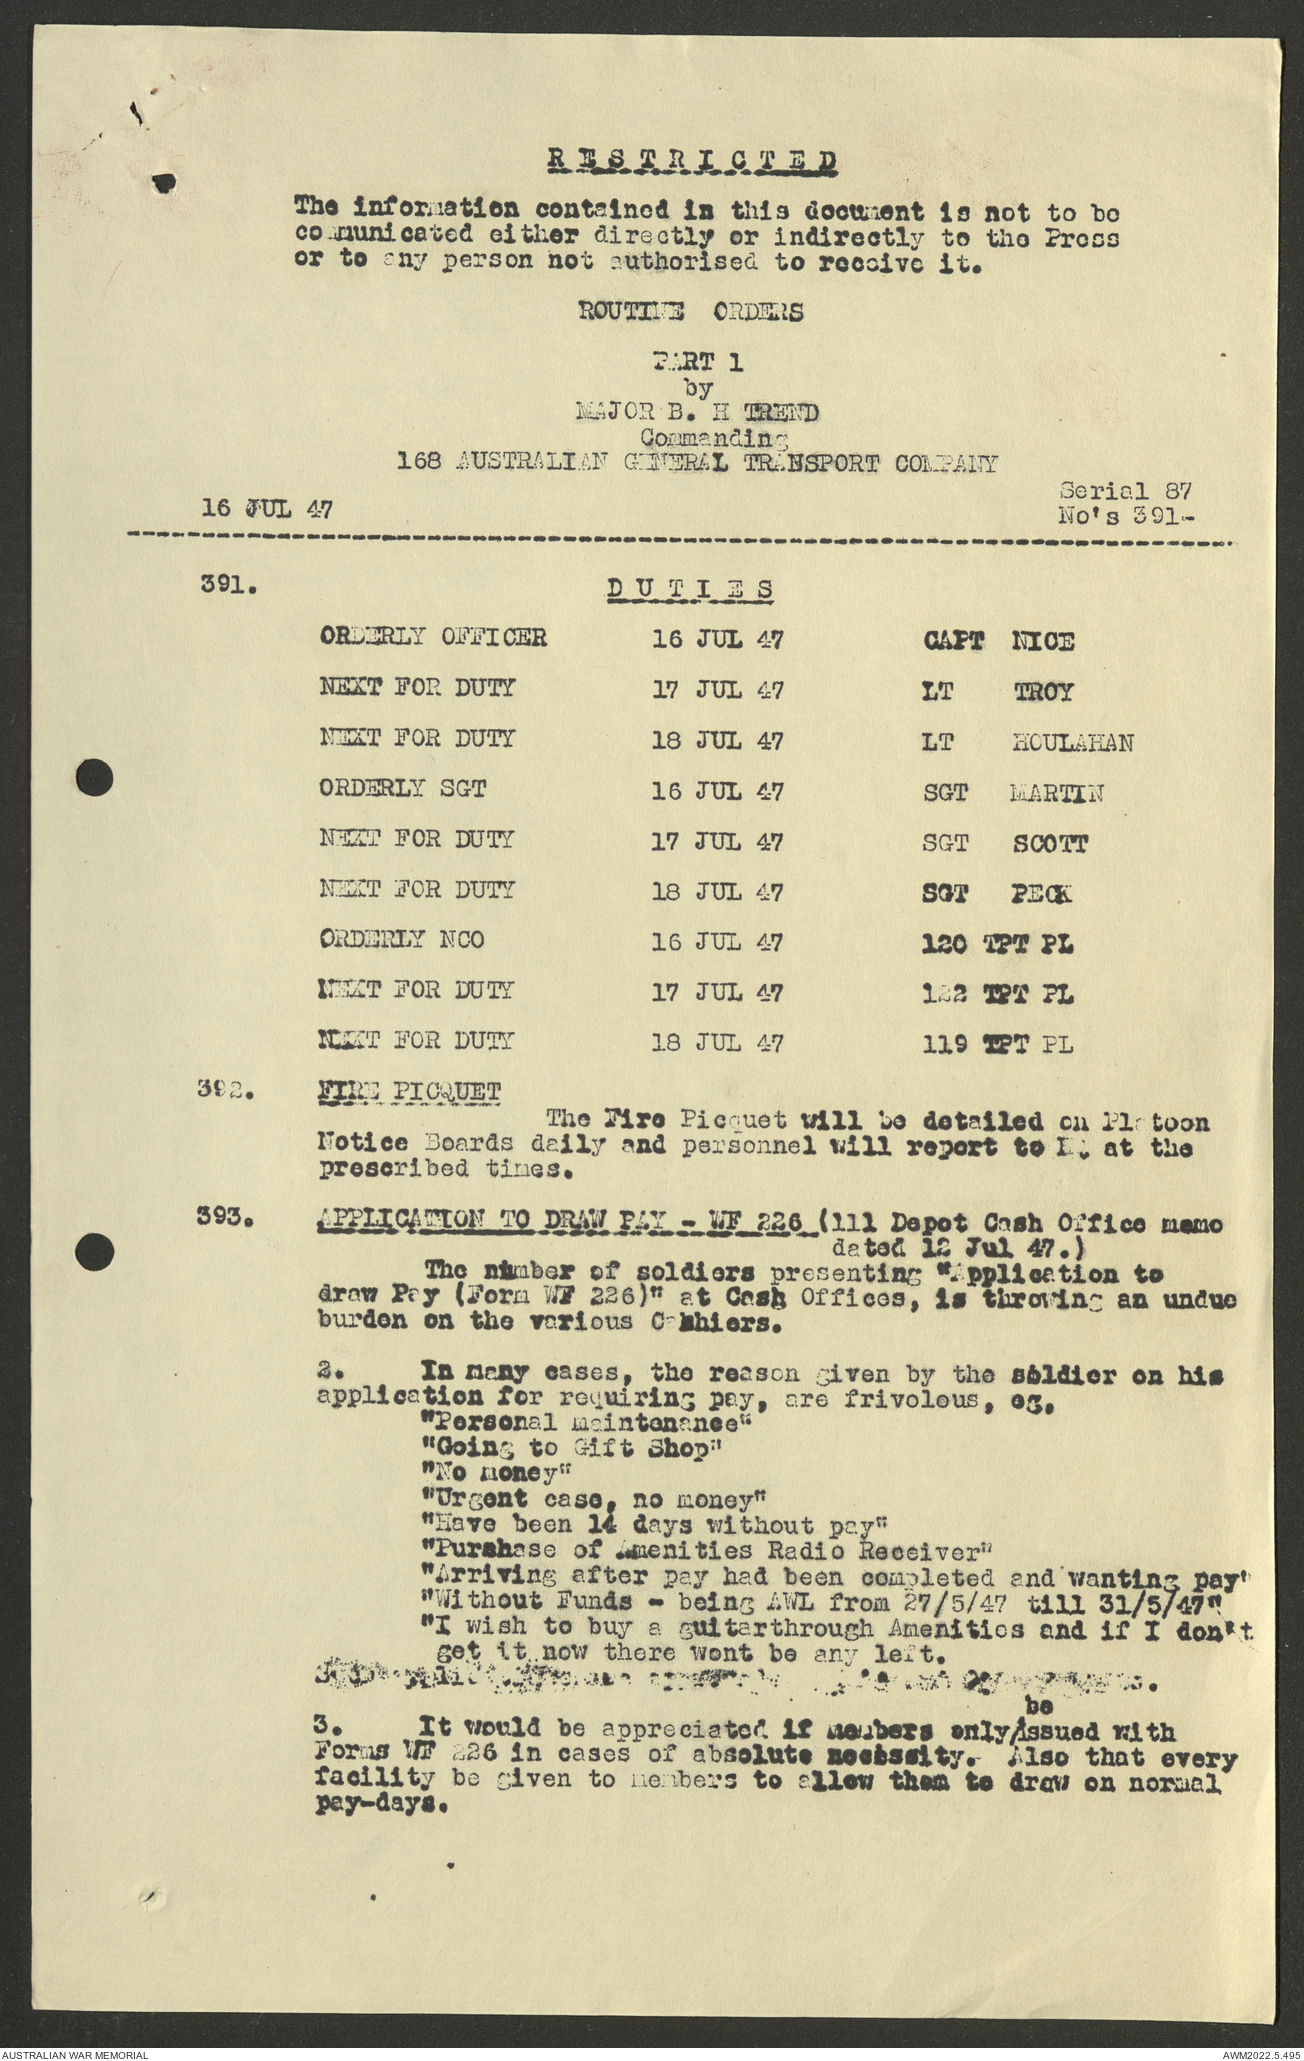 R E S T R I C T E D
The information contained in this document is not to be
communicated either directly or indirectly to the Press
or to any person not authorised to receive it.
ROUTINE ORDERS
PART 1
by
MAJOR B. H TREND
Commanding
168 AUSTRALIAN GENERAL TRANSPORT COMPANY
Serial 87
16 JUL 47 No's 391-
391. D U T I E S
ORDERLY OFFICER 16 JUL 47 CAPT NICE
NEXT FOR DUTY 17 JUL 47 LT TROY
NEXT FOR DUTY 18 JUL 47 LT HOULAHAN
ORDERLY SGT 16 JUL 47 SGT MARTIN
NEXT FOR DUTY 17 JUL 47 SGT SCOTT
NEXT FOR DUTY 18 JUL 47 SGT PECK
ORDERLY NCO 16 JUL 47 120 TPT PL
NEXT FOR DUTY 17 JUL 47 122 TPT PL
NEXT FOR DUTY 18 JUL 47 119 TPT PL
392. FIRE PICQUET
The Fire Picquet will be detailed on Platoon
Notice Boards daily and personnel will report to HQ at the
prescribed times.
393. APPLICATION TO DRAW PAY - WF 226 (111 Depot Cash Office memo
dated 12 Jul 47.)
The number of soldiers presenting "Application to
draw Pay (Form WF 226)" at Cash Offices, is throwing an undue
burden on the various Cashiers.
2. In many cases, the reason given by the soldier on his
application for requiring pay, are frivolous, eg.
"Personal maintenance"
"Going to Gift Shop"
"No money"
"Urgent case, no money"
"Have been 14 days without pay"
"Purshase of Amenities Radio Receiver"
"Arriving after pay had been completed and wanting pay"
"Without Funds - being AWL from 27/5/47 till 31/5/47"
"I wish to buy a guitarthrough Amenities and if I don't
get it now there wont be any left.
be
3. It would be appreciated if members only/issued with
Forms WF 226 in cases of absolute necessity. Also that every
facility be given to members to allow them to draw on normal
pay-days.
AUSTRALIAN WAR MEMORIAL AWM2022.5.495